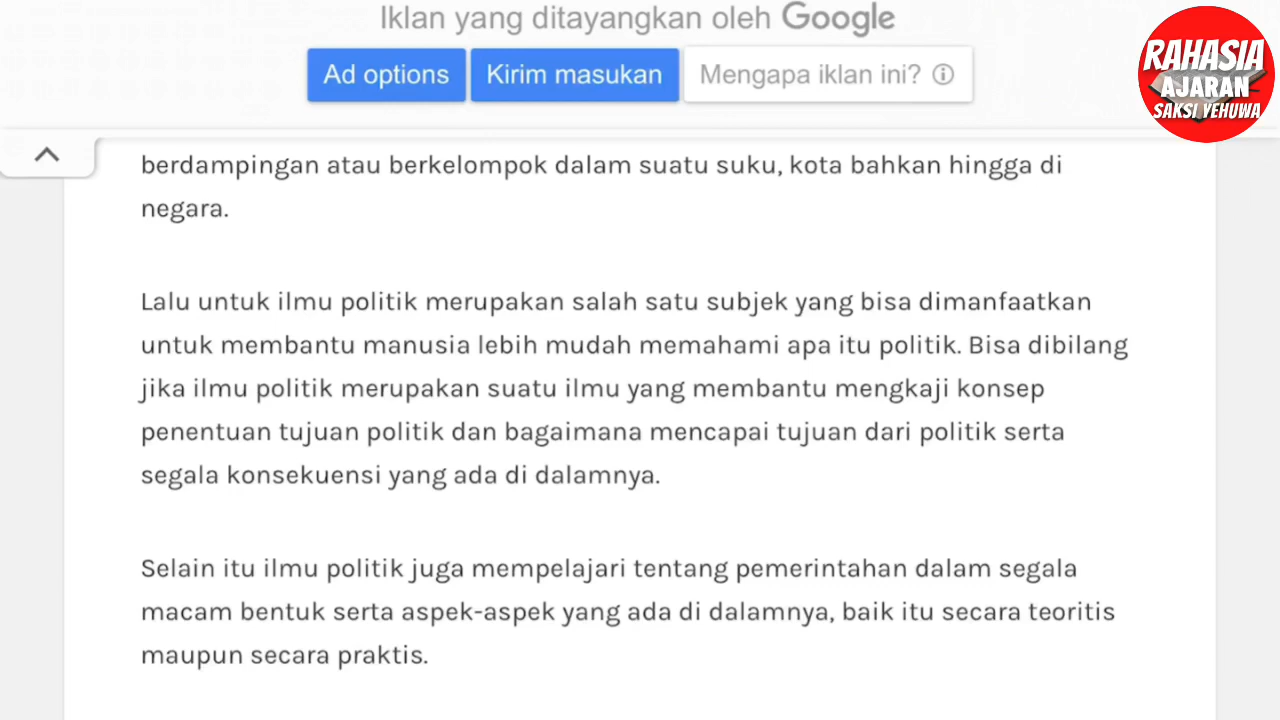 Iklan yang ditayangkan oleh Google
Ad options
Kirim masukan
Mengapa iklan ini?
RAHASIA
AJARAN
SAKSI YEHUWA
berdampingan atau berkelompok dalam suatu suku, kota bahkan hingga di
negara.
Lalu untuk ilmu politik merupakan salah satu subjek yang bisa dimanfaatkan
untuk membantu manusia lebih mudah memahami apa itu politik. Bisa dibilang
jika ilmu politik merupakan suatu ilmu yang membantu mengkaji konsep
penentuan tujuan politik dan bagaimana mencapai tujuan dari politik serta
segala konsekuensi yang ada di dalamnya.
Selain itu ilmu politik juga mempelajari tentang pemerintahan dalam segala
macam bentuk serta aspek-aspek yang ada di dalamnya, baik itu secara teoritis
maupun secara praktis.